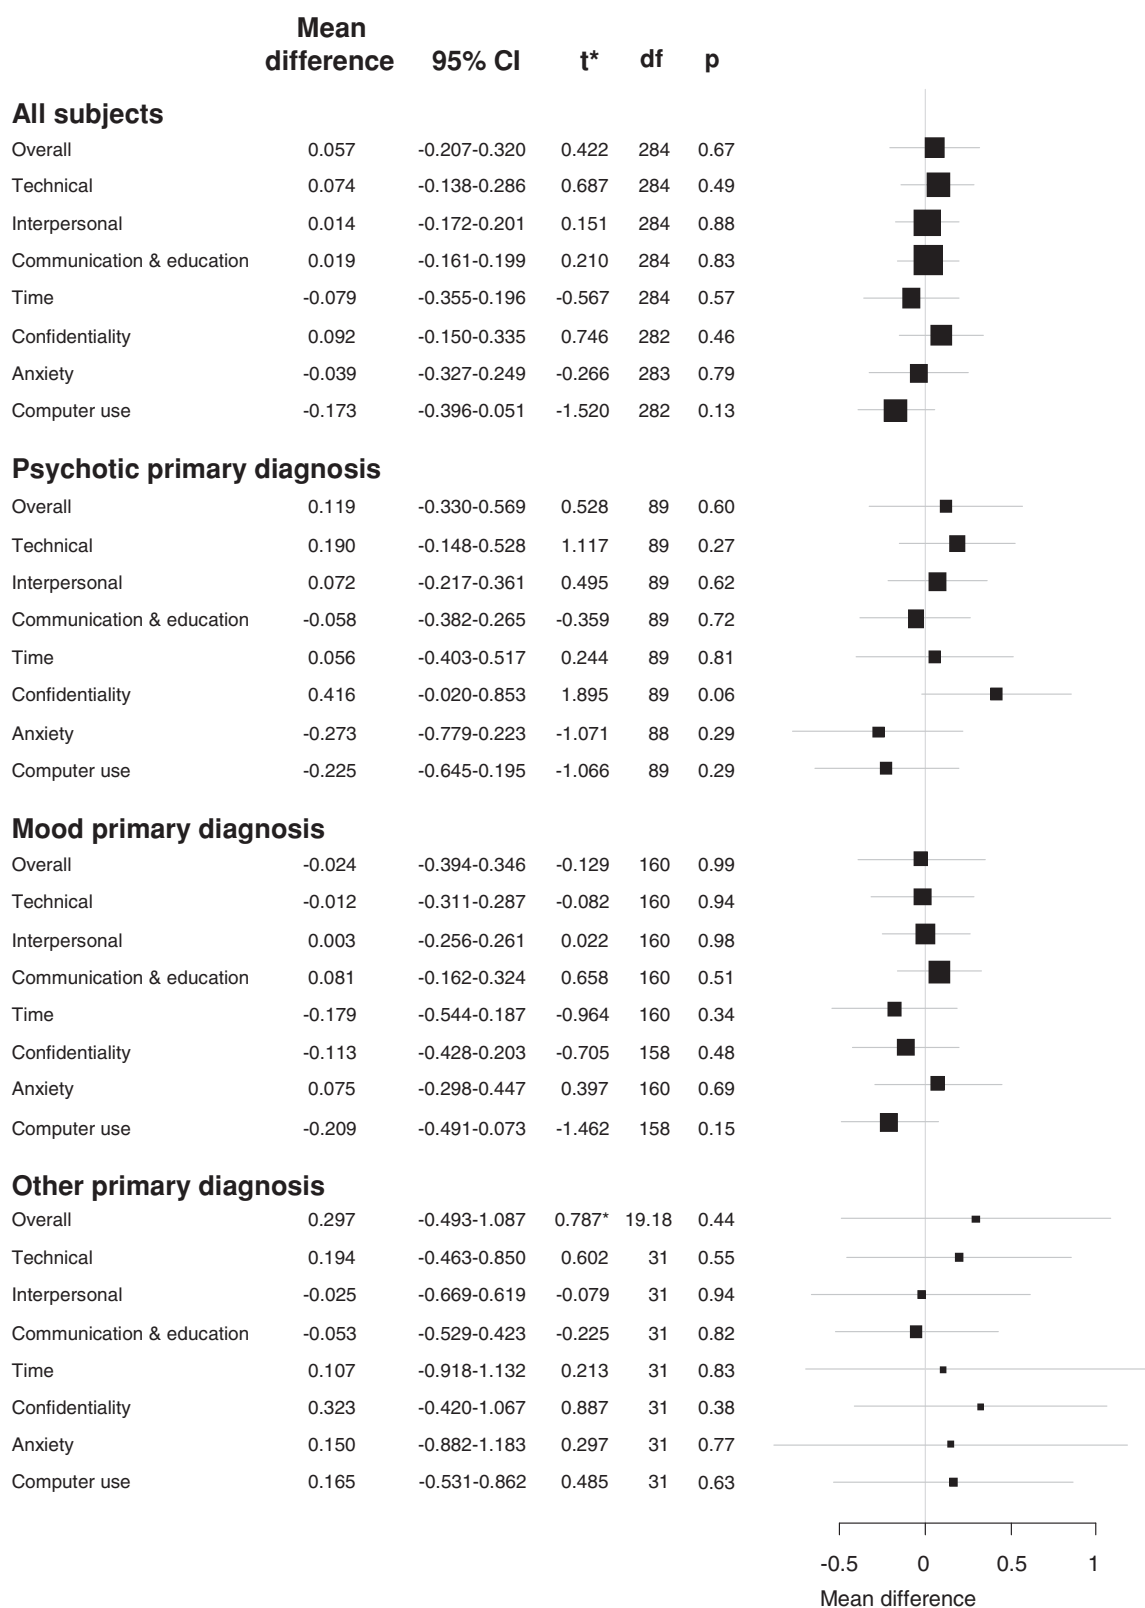 Mean
difference 95% CI t* df p
All subjects
Overall 0.057 -0.207-0.320 0.422 284 0.67
Technical 0.074 -0.138-0.286 0.687 284 0.49
Interpersonal 0.014 -0.172-0.201 0.151 284 0.88
Communication & education 0.019 -0.161-0.199 0.210 284 0.83
Time -0.079 -0.355-0.196 -0.567 284 0.57
Confidentiality 0.092 -0.150-0.335 0.746 282 0.46
Anxiety -0.039 -0.327-0.249 -0.266 283 0.79
Computer use -0.173 -0.396-0.051 -1.520 282 0.13
Psychotic primary diagnosis
Overall 0.119 -0.330-0.569 0.528 89 0.60
Technical 0.190 -0.148-0.528 1.117 89 0.27
Interpersonal 0.072 -0.217-0.361 0.495 89 0.62
Communication & education -0.058 -0.382-0.265 -0.359 89 0.72
Time 0.056 -0.403-0.517 0.244 89 0.81
Confidentiality 0.416 -0.020-0.853 1.895 89 0.06
Anxiety -0.273 -0.779-0.223 -1.071 88 0.29
Computer use -0.225 -0.645-0.195 -1.066 89 0.29
Mood primary diagnosis
Overall -0.024 -0.394-0.346 -0.129 160 0.99
Technical -0.012 -0.311-0.287 -0.082 160 0.94
Interpersonal 0.003 -0.256-0.261 0.022 160 0.98
Communication & education 0.081 -0.162-0.324 0.658 160 0.51
Time -0.179 -0.544-0.187 -0.964 160 0.34
Confidentiality -0.113 -0.428-0.203 -0.705 158 0.48
Anxiety 0.075 -0.298-0.447 0.397 160 0.69
Computer use -0.209 -0.491-0.073 -1.462 158 0.15
Other primary diagnosis
Overall 0.297 -0.493-1.087 0.787* 19.18 0.44
Technical 0.194 -0.463-0.850 0.602 31 0.55
Interpersonal -0.025 -0.669-0.619 -0.079 31 0.94
Communication & education -0.053 -0.529-0.423 -0.225 31 0.82
Time 0.107 -0.918-1.132 0.213 31 0.83
Confidentiality 0.323 -0.420-1.067 0.887 31 0.38
Anxiety 0.150 -0.882-1.183 0.297 31 0.77
Computer use 0.165 -0.531-0.862 0.485 31 0.63
-0.5 0 0.5 1
Mean difference